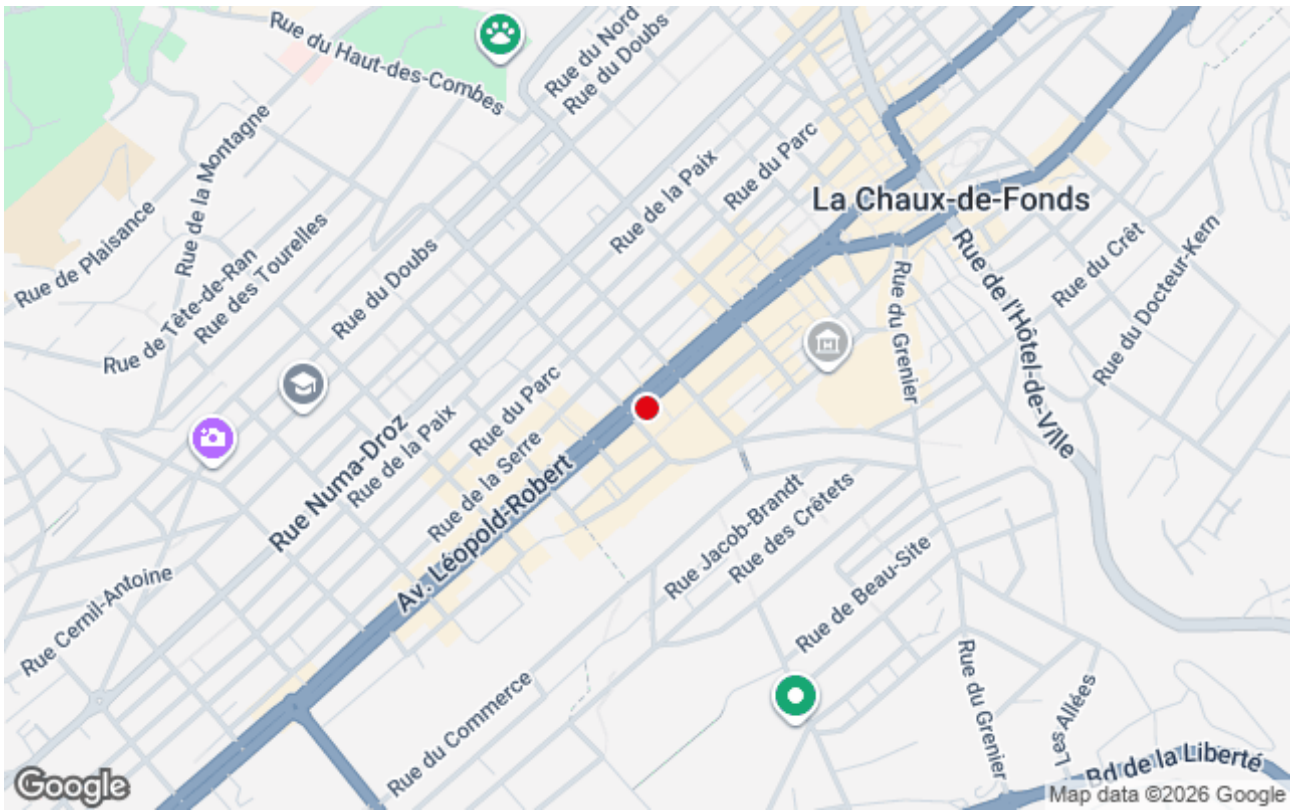 Rue du Haut-des-Combes
Rue du Nord
Rue du Doubs
Rue de la Montagne
Rue du Parc
Rue de la Paix
La Chaux-de-Fonds
Rue de Plaisance
Rue des Tourelles
Rue de Tête-de-Ran
Rue du Doubs
Rue du Crêt
Rue du Docteur-Kern
Rue de l'Hôtel-de-Ville
Rue du Grenier
Rue du Parc
Rue de la Paix
Rue de la Serre
Rue Numa-Droz
Av. Léopold-Robert
Rue Jacob-Brandt
Rue des Crêtets
Rue de Beau-Site
Rue Cernil-Antoine
Rue du Commerce
Rue du Grenier
Les Allées
Bd de la Liberté
Google
Map data ©2026 Google